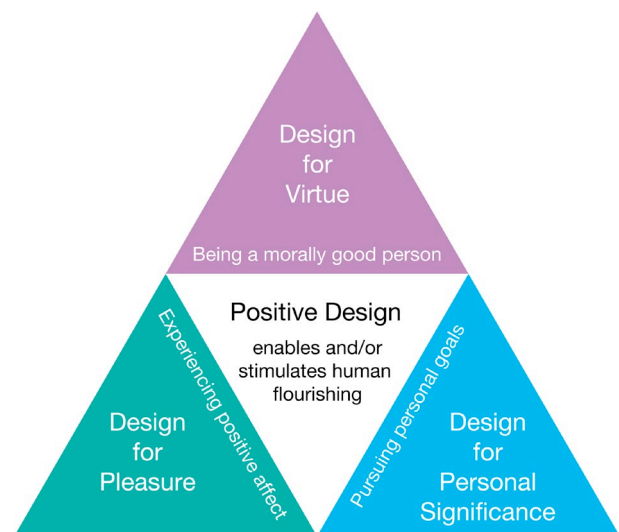 Design
for
Virtue
Being a morally good person
Positive Design
enables and/or
stimulates human
flourishing
Experiencing positive affect
Pursuing personal goals
Design
for
Pleasure
Design
for
Personal
Significance